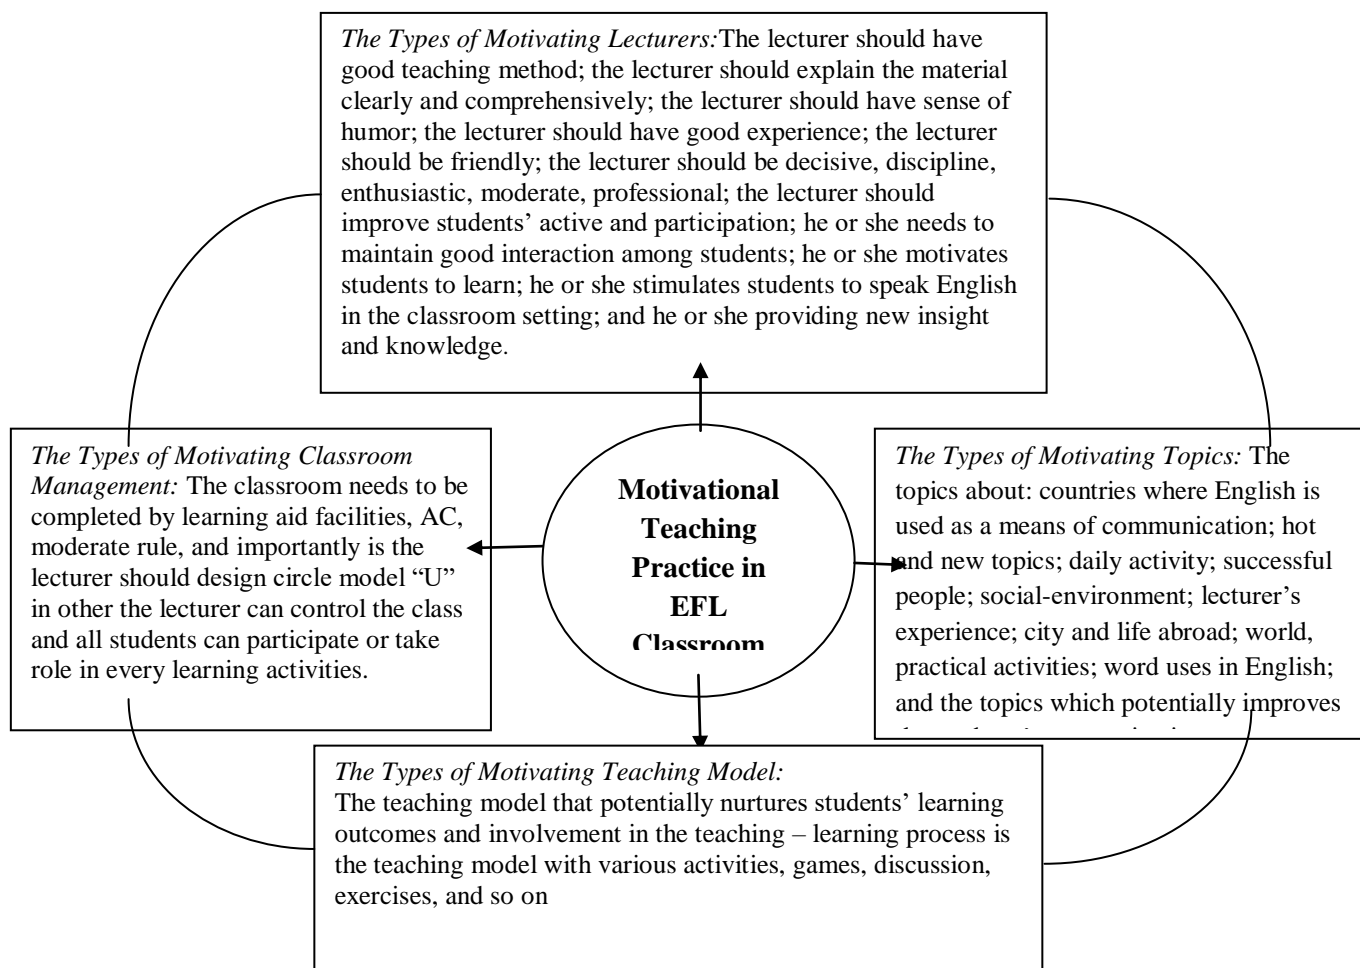 The Types of Motivating Lecturers:The lecturer should have
good teaching method; the lecturer should explain the material
clearly and comprehensively; the lecturer should have sense of
humor; the lecturer should have good experience; the lecturer
should be friendly; the lecturer should be decisive, discipline,
enthusiastic, moderate, professional; the lecturer should
improve students’ active and participation; he or she needs to
maintain good interaction among students; he or she motivates
students to learn; he or she stimulates students to speak English
in the classroom setting; and he or she providing new insight
and knowledge.
The Types of Motivating Classroom
Management: The classroom needs to be
completed by learning aid facilities, AC,
moderate rule, and importantly is the
lecturer should design circle model “U”
in other the lecturer can control the class
and all students can participate or take
role in every learning activities.
Motivational
Teaching
Practice in
EFL
Classroom
The Types of Motivating Topics: The
topics about: countries where English is
used as a means of communication; hot
and new topics; daily activity; successful
people; social-environment; lecturer’s
experience; city and life abroad; world,
practical activities; word uses in English;
and the topics which potentially improves
The Types of Motivating Teaching Model:
The teaching model that potentially nurtures students’ learning
outcomes and involvement in the teaching – learning process is
the teaching model with various activities, games, discussion,
exercises, and so on